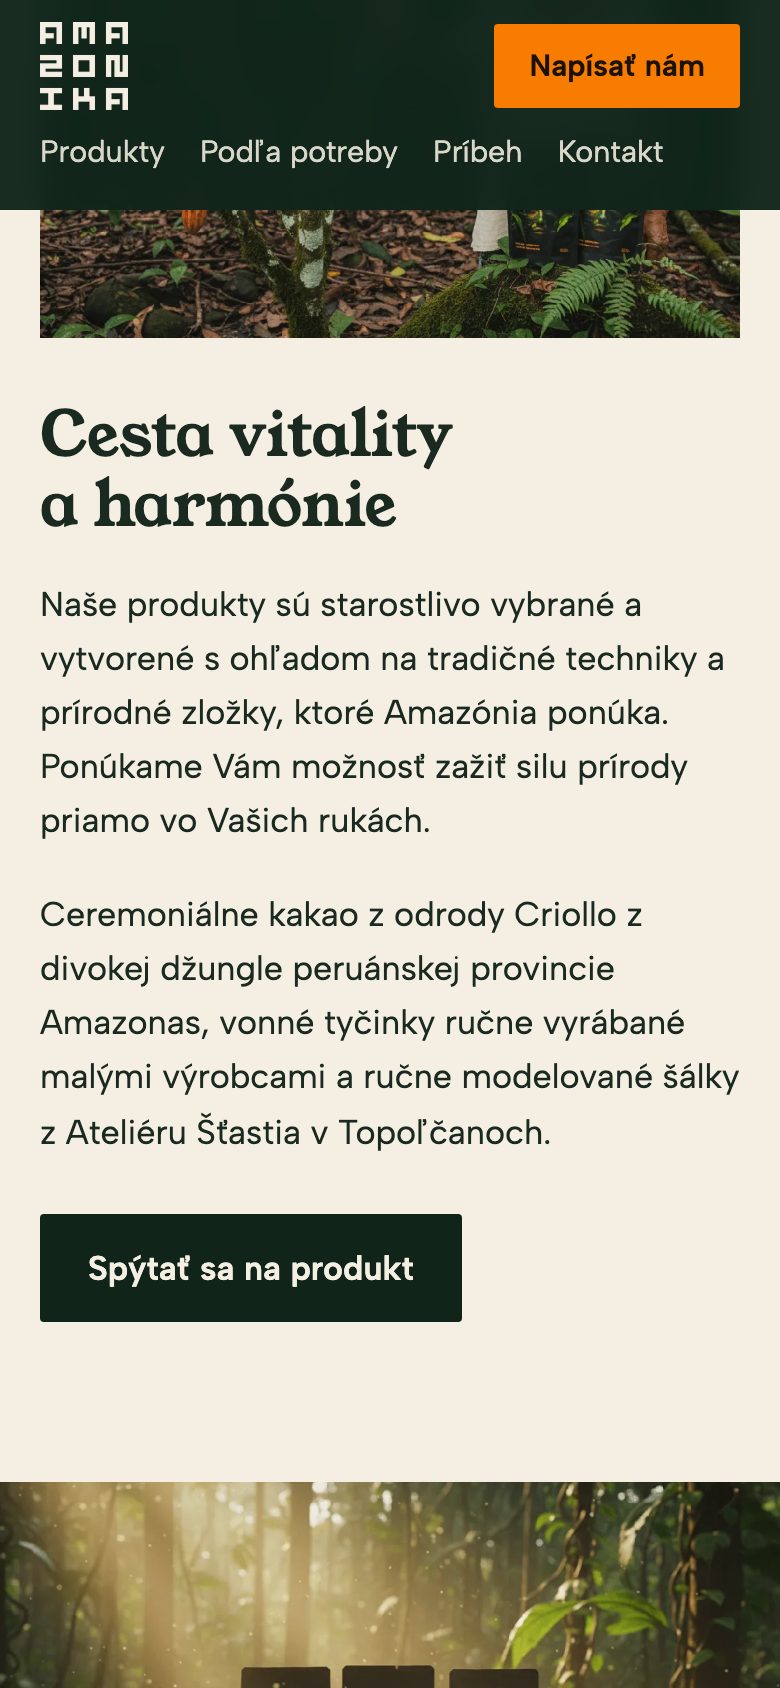 AMA
ZON
IKA
Napísať nám
Produkty Podľa potreby Príbeh Kontakt
Cesta vitality
a harmónie
Naše produkty sú starostlivo vybrané a
vytvorené s ohľadom na tradičné techniky a
prírodné zložky, ktoré Amazónia ponúka.
Ponúkame Vám možnosť zažiť silu prírody
priamo vo Vašich rukách.
Ceremoniálne kakao z odrody Criollo z
divokej džungle peruánskej provincie
Amazonas, vonné tyčinky ručne vyrábané
malými výrobcami a ručne modelované šálky
z Ateliéru Šťastia v Topoľčanoch.
Spýtať sa na produkt